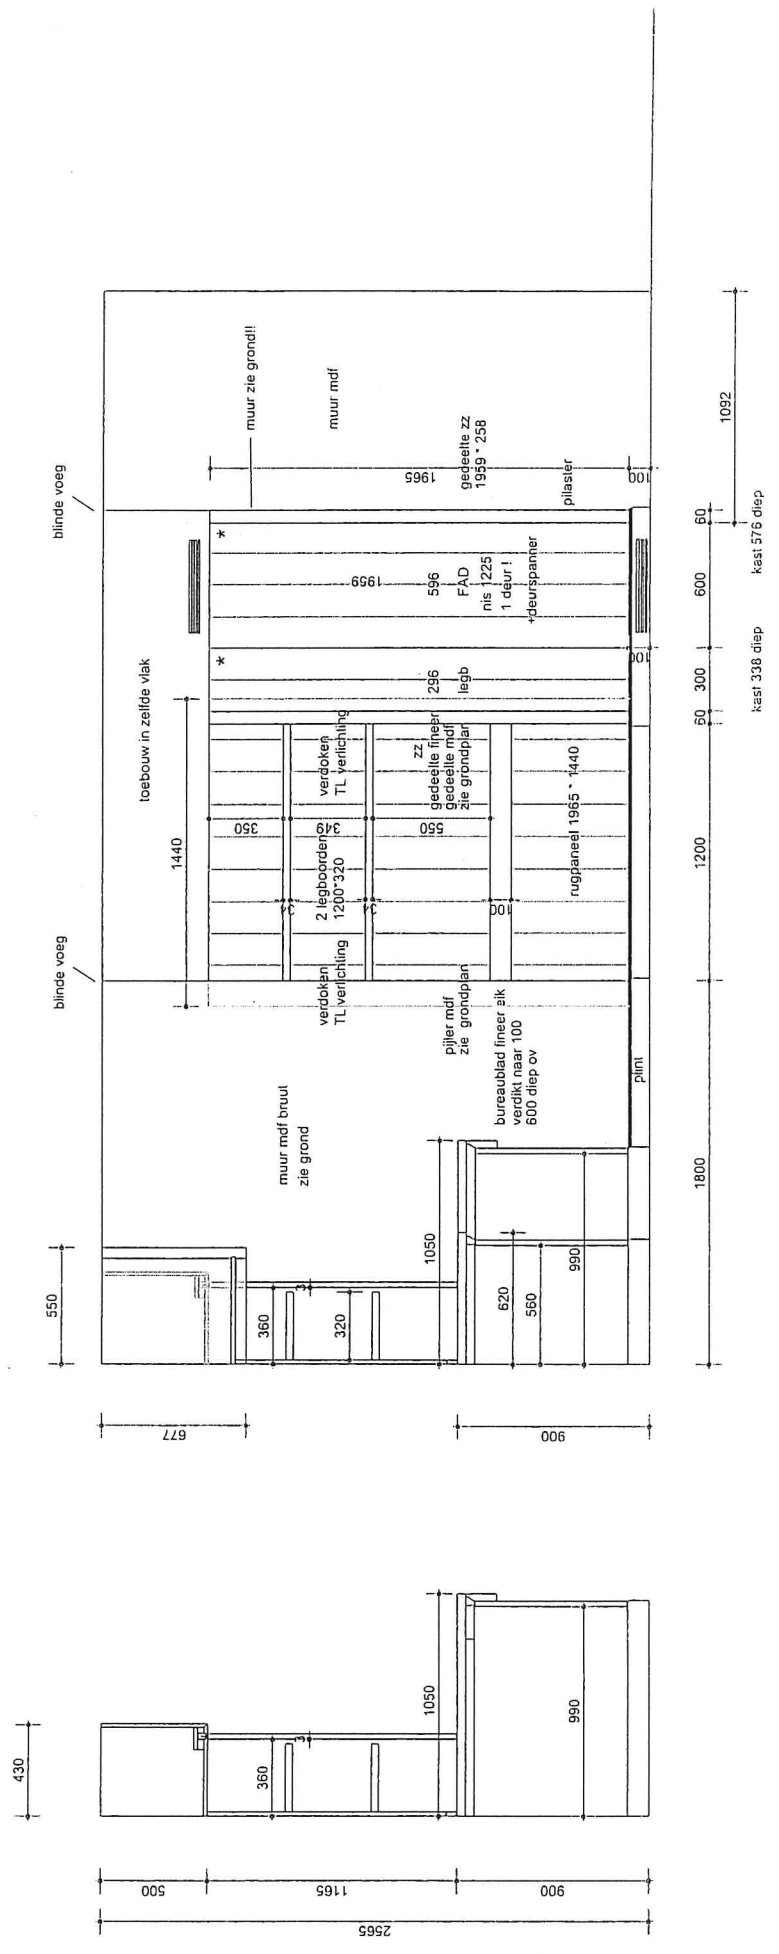 blinde voeg
blinde voeg
toebouw in zelfde vlak
muur zie grond!!
muur mdf
1440
550
muur mdf bruut
zie grond
verdoken
TL verlichting
2 legboorden
1200*320
verdoken
TL verlichting
350
34
349
34
550
100
zz
gedeelte fineer
gedeelte mdf
zie grondplan
rugpaneel 1965 * 1440
pijler mdf
zie grondplan
bureaublad fineer eik
verdikt naar 100
600 diep ov
*
296
legb
*
1959
596
FAD
nis 1225
1 deur !
+deurspanner
1965
gedeelte zz
1959 * 258
pilaster
100
100
plint
360
3
320
1050
620
560
990
1800
1200
60
300
600
60
1092
kast 338 diep
kast 576 diep
677
900
430
360
3
1050
990
500
1165
900
2565